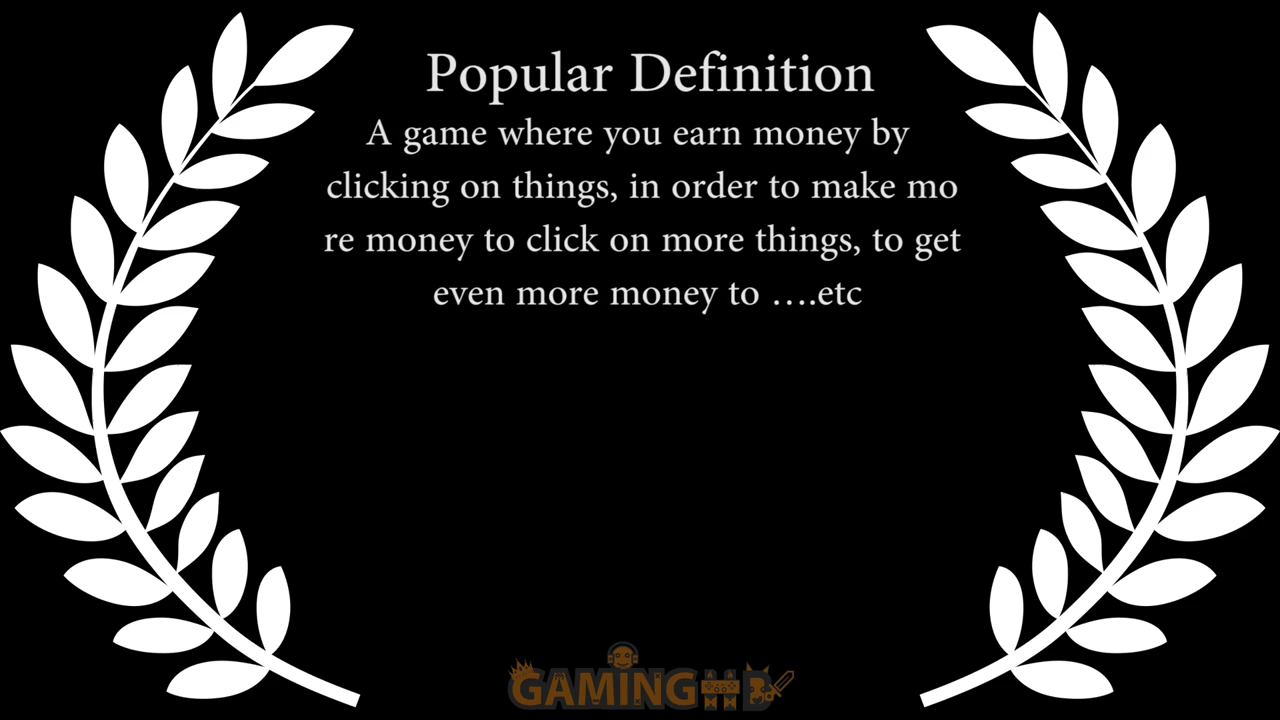 Popular Definition
A game where you earn money by
clicking on things, in order to make mo
re money to click on more things, to get
even more money to ….etc
GAMING HD